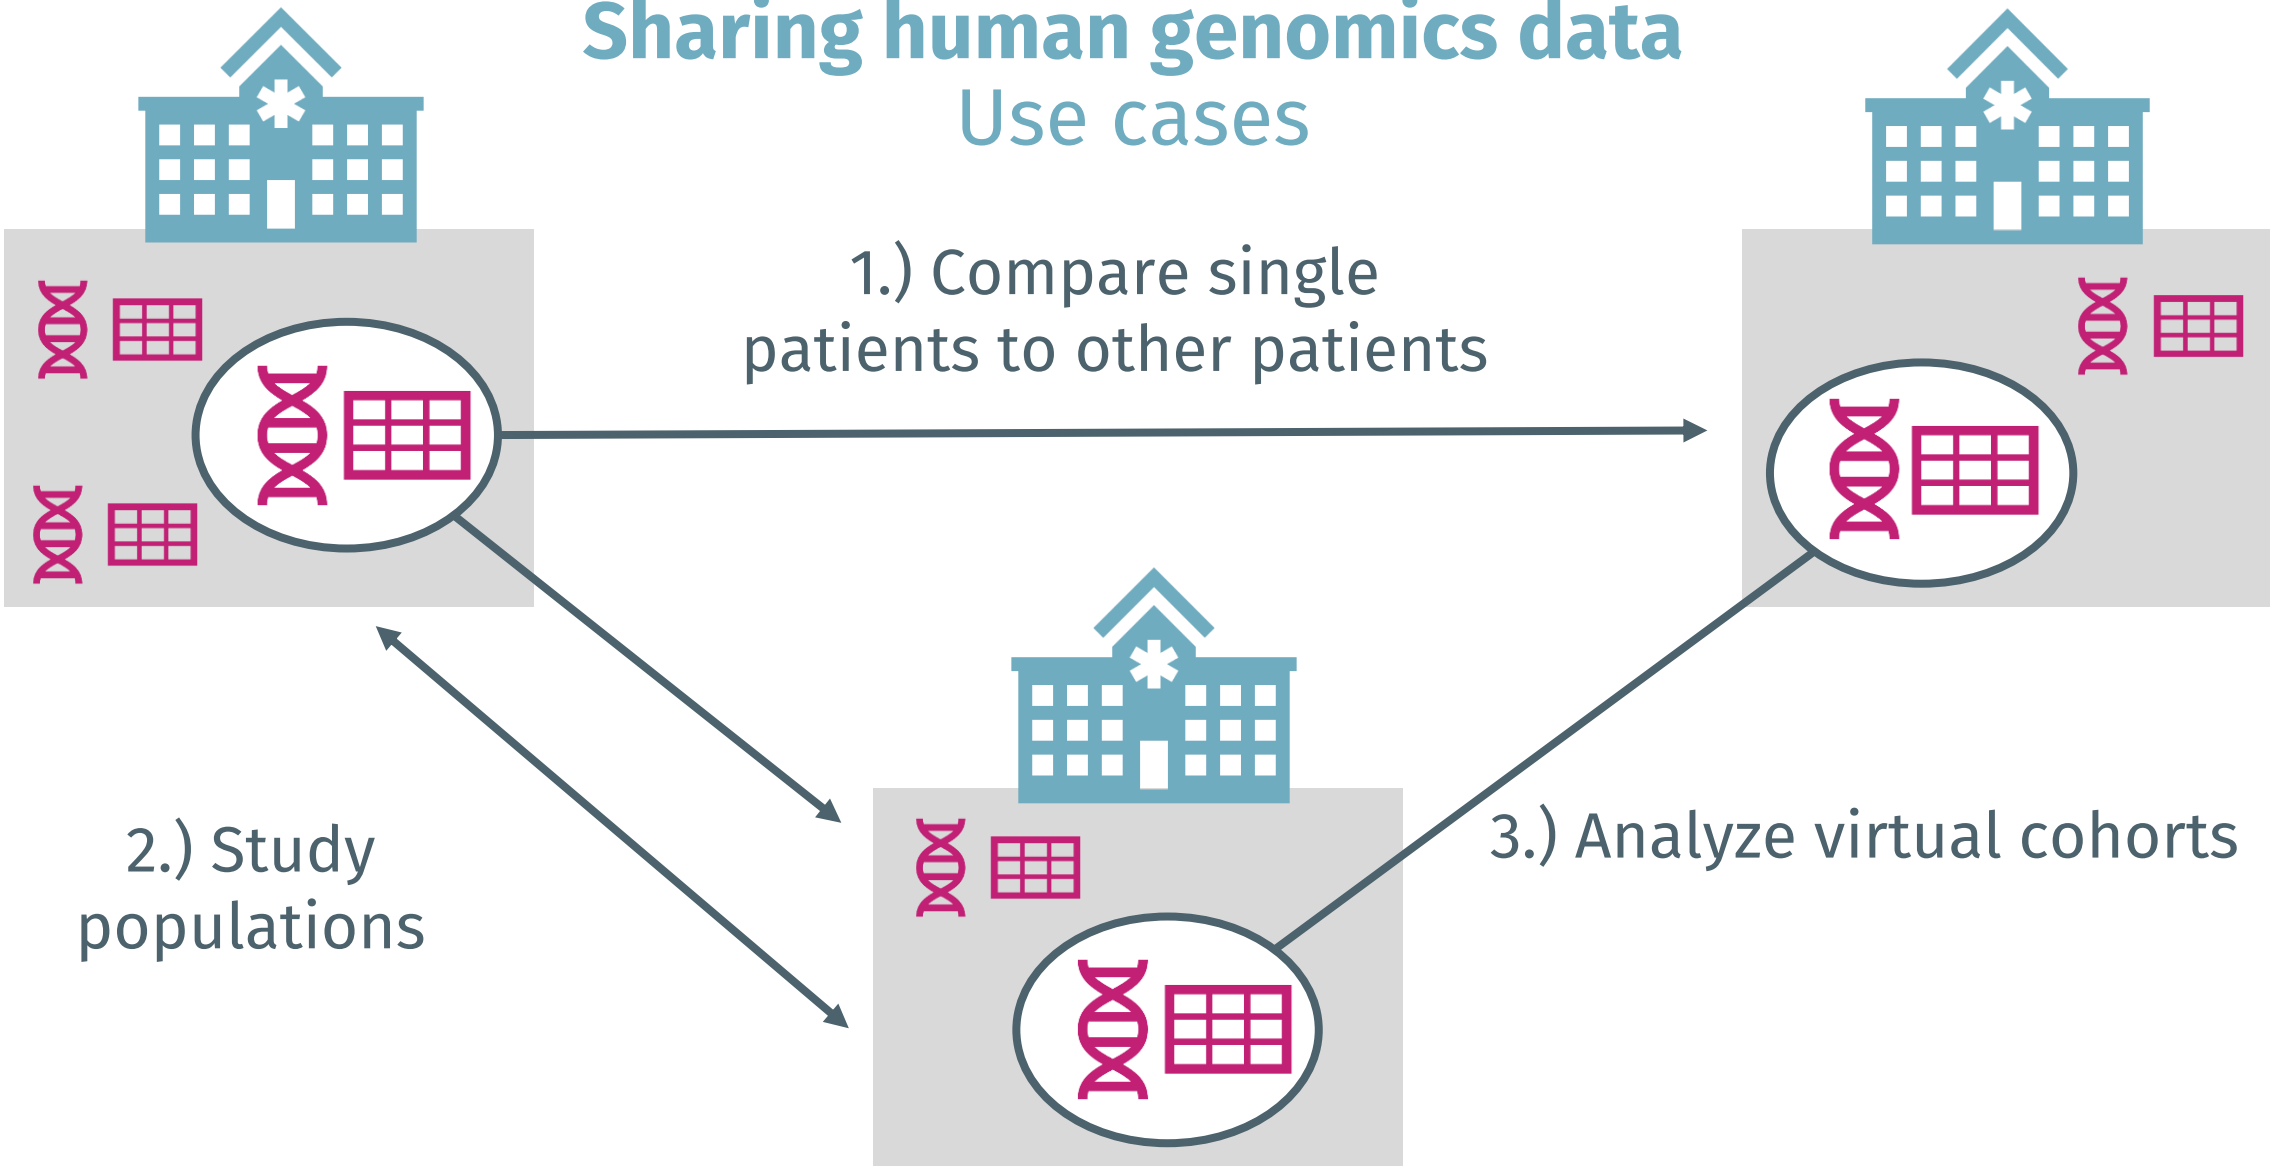 Sharing human genomics data
Use cases
1.) Compare single
patients to other patients
2.) Study
populations
3.) Analyze virtual cohorts